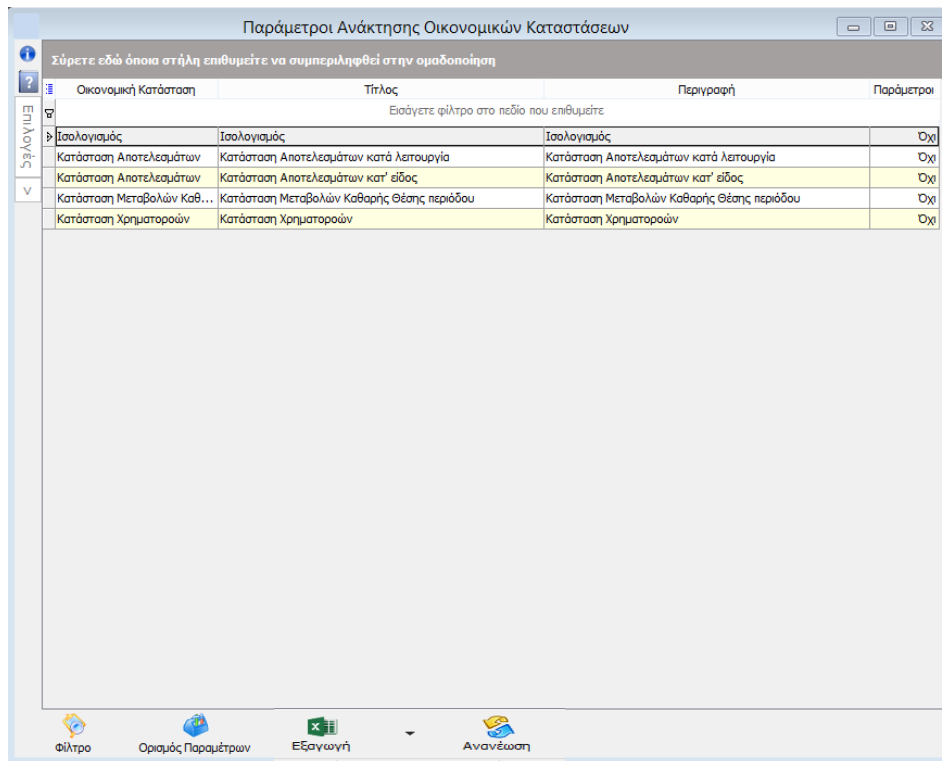 Παράμετροι Ανάκτησης Οικονομικών Καταστάσεων
Σύρετε εδώ όποια στήλη επιθυμείτε να συμπεριληφθεί στην ομαδοποίηση
Επιλογές
Οικονομική Κατάσταση Τίτλος Περιγραφή Παράμετροι
Εισάγετε φίλτρο στο πεδίο που επιθυμείτε
Ισολογισμός Ισολογισμός Ισολογισμός Όχι
Κατάσταση Αποτελεσμάτων Κατάσταση Αποτελεσμάτων κατά λειτουργία Κατάσταση Αποτελεσμάτων κατά λειτουργία Όχι
Κατάσταση Αποτελεσμάτων Κατάσταση Αποτελεσμάτων κατ' είδος Κατάσταση Αποτελεσμάτων κατ' είδος Όχι
Κατάσταση Μεταβολών Καθ... Κατάσταση Μεταβολών Καθαρής Θέσης περιόδου Κατάσταση Μεταβολών Καθαρής Θέσης περιόδου Όχι
Κατάσταση Χρηματοροών Κατάσταση Χρηματοροών Κατάσταση Χρηματοροών Όχι
Φίλτρο Ορισμός Παραμέτρων Εξαγωγή Ανανέωση